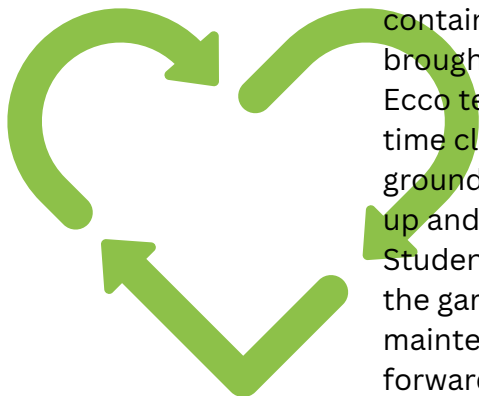 contain
brough
Ecco te
time cl
ground
up and
Studen
the gar
mainte
forward